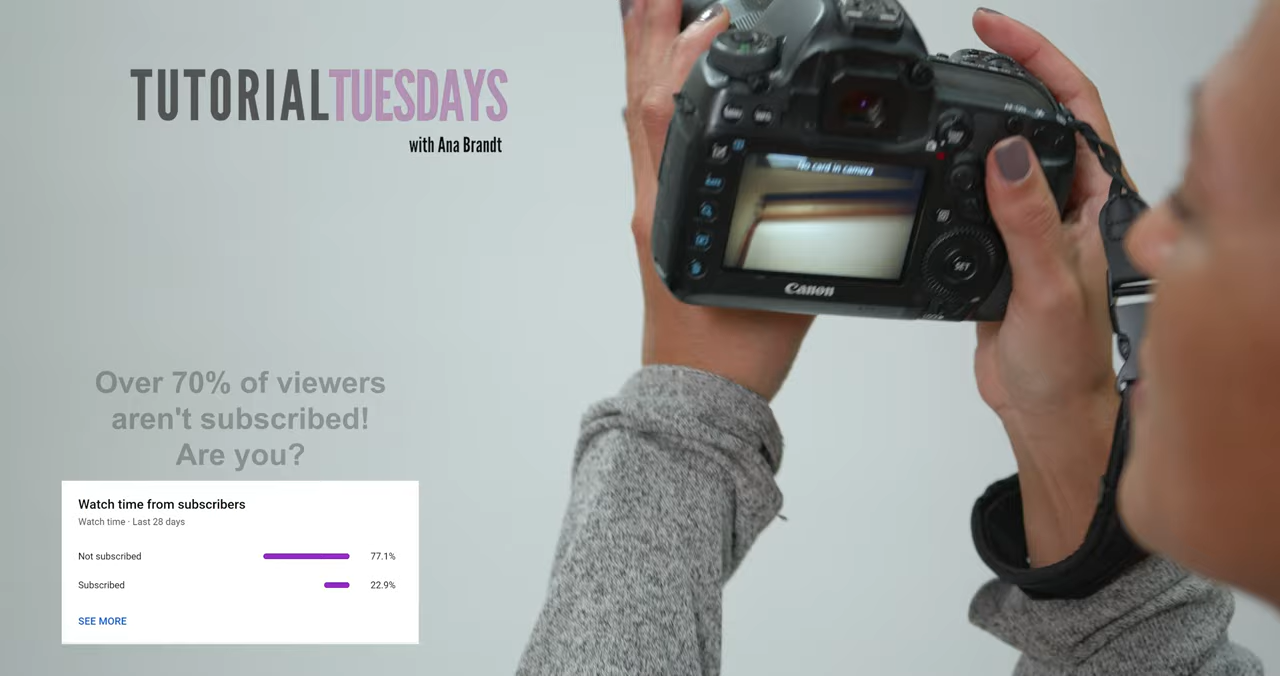 TUTORIALTUESDAYS
with Ana Brandt
No card in camera
Canon
SET
Over 70% of viewers
aren't subscribed!
Are you?
Watch time from subscribers
Watch time · Last 28 days
Not subscribed 77.1%
Subscribed 22.9%
SEE MORE